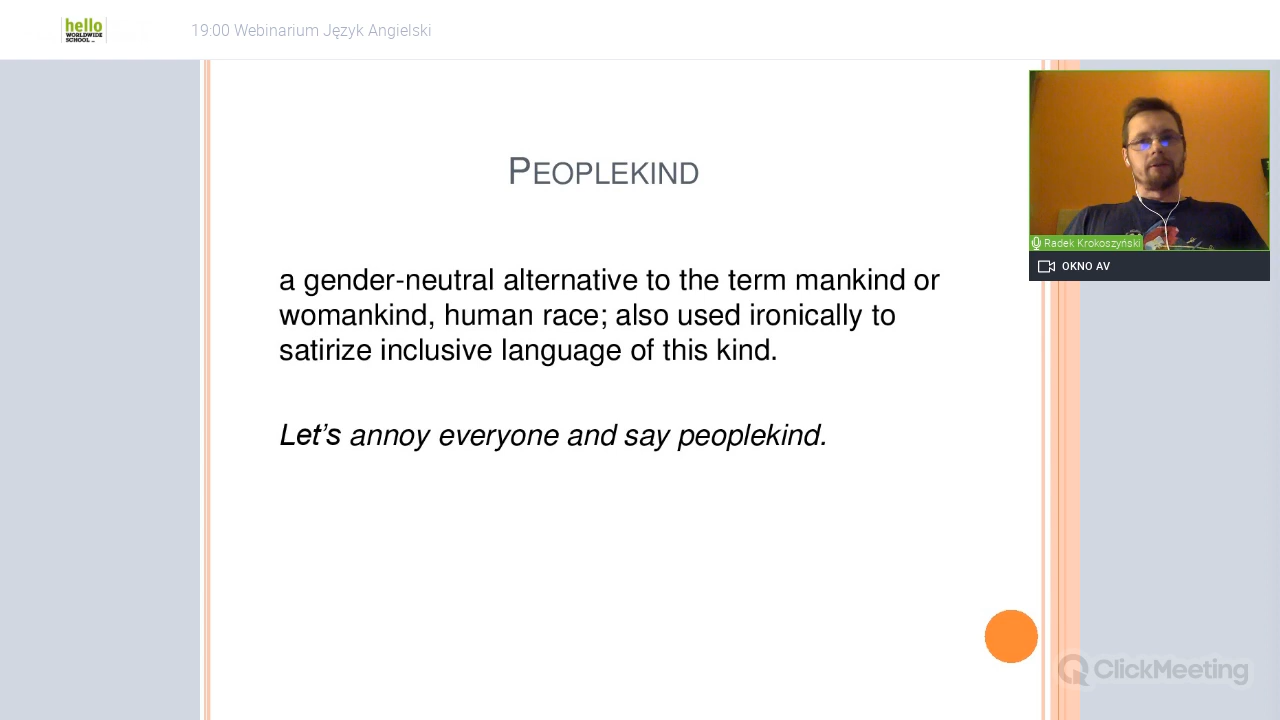 hello
WORLDWIDE
SCHOOL
19:00 Webinarium Język Angielski
PEOPLEKIND
a gender-neutral alternative to the term mankind or
womankind, human race; also used ironically to
satirize inclusive language of this kind.
Let's annoy everyone and say peoplekind.
Radek Krokoszyński
OKNO AV
ClickMeeting